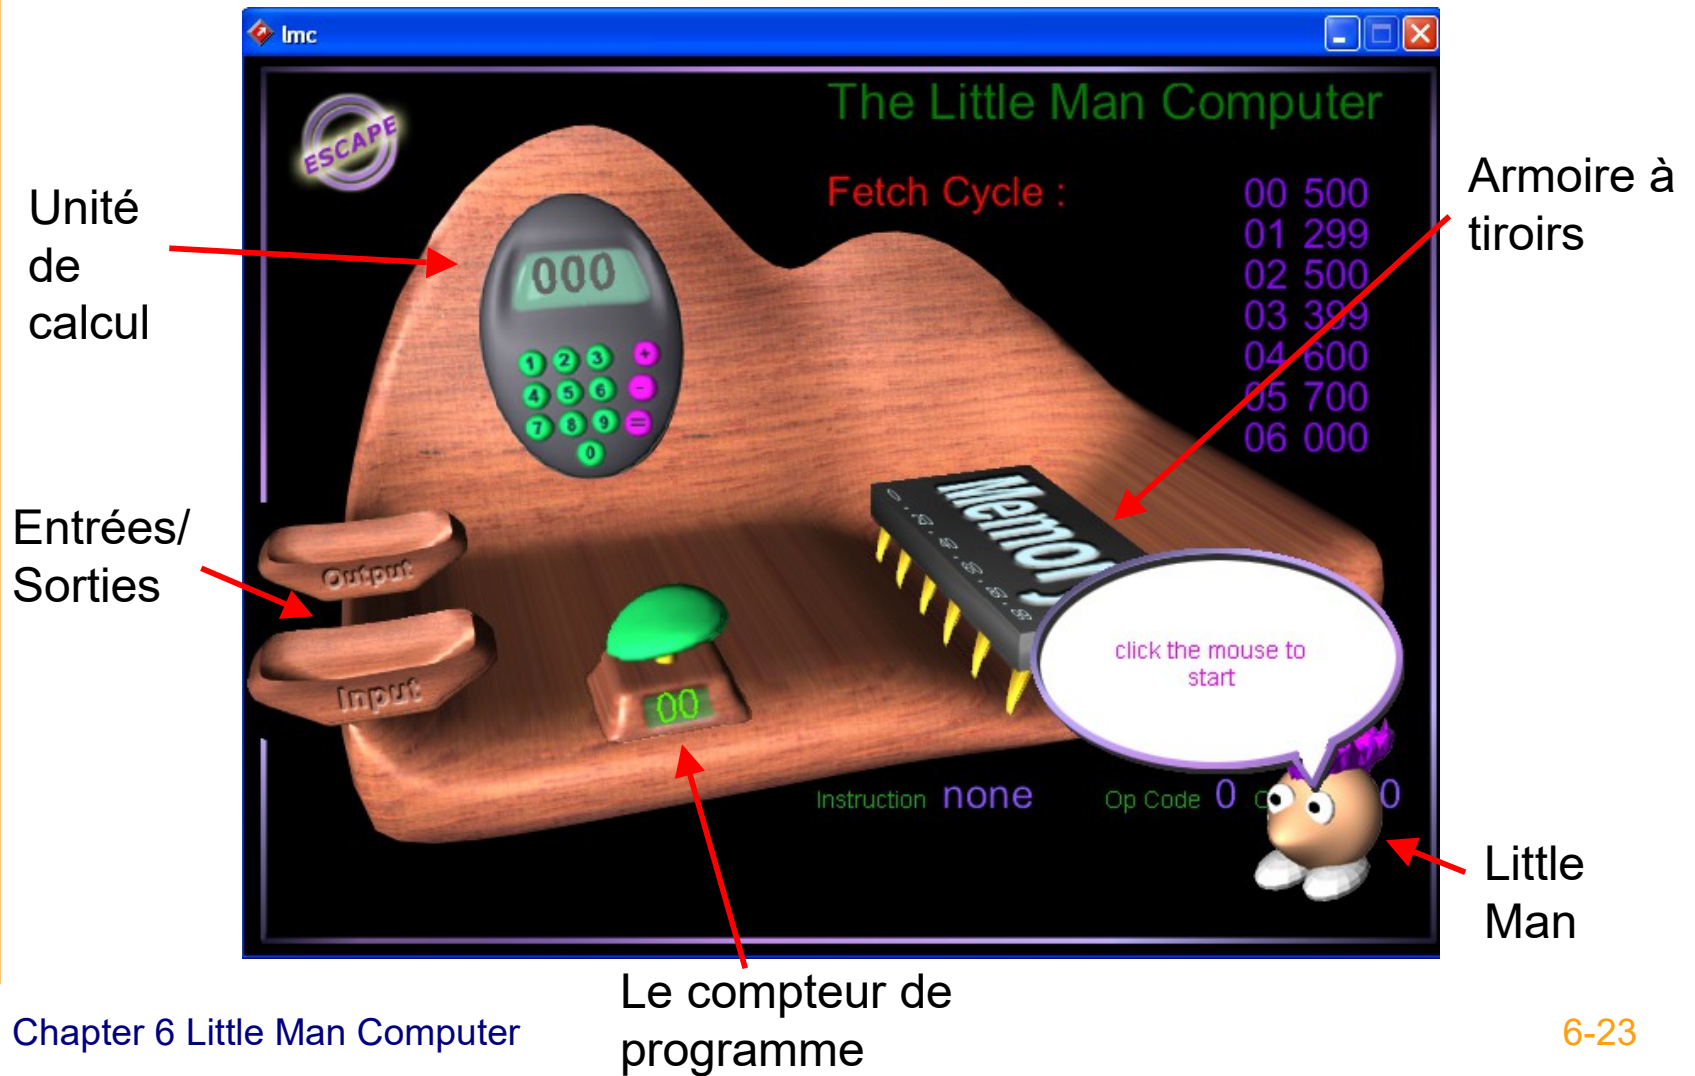 lmc
The Little Man Computer
ESCAPE
Fetch Cycle :
00 500
01 299
02 500
03 399
04 600
05 700
06 000
Armoire à
tiroirs
Unité
de
calcul
000
1 2 3 +
4 5 6 -
7 8 9 =
0
Memory
Entrées/
Sorties
Output
Input
00
click the mouse to
start
Instruction none Op Code 0 0
Little
Man
Le compteur de
programme
Chapter 6 Little Man Computer
6-23